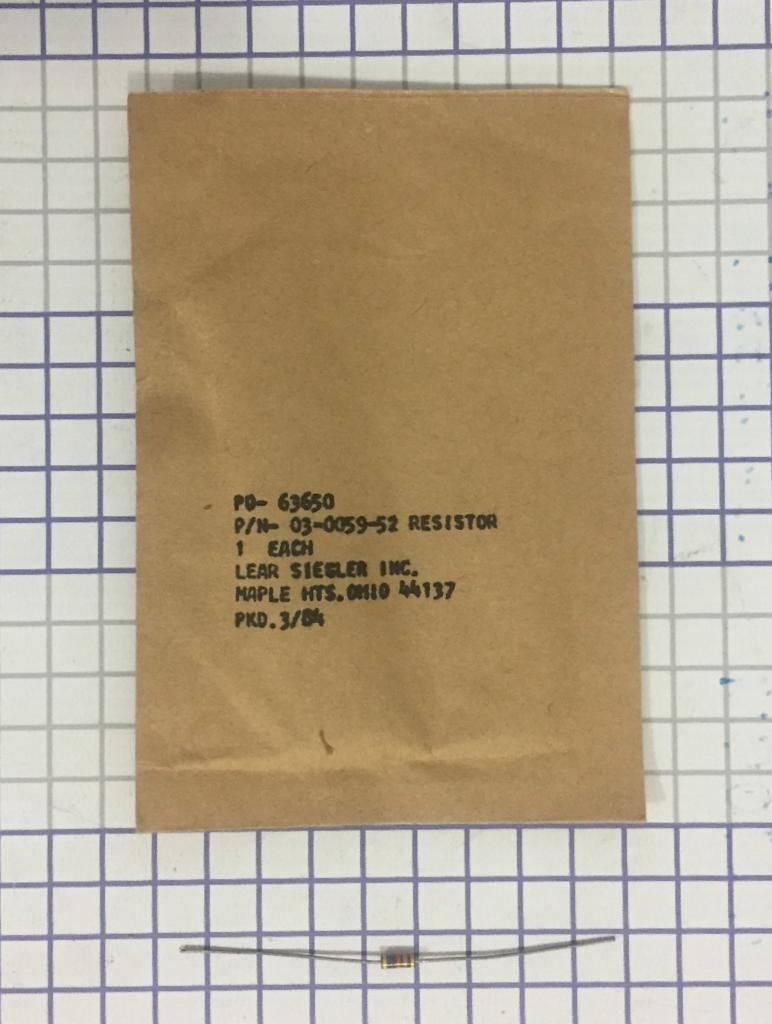 PO- 63650
P/N- 03-0059-52 RESISTOR
1 EACH
LEAR SIEGLER INC.
MAPLE HTS.OHIO 44137
PKD.3/84